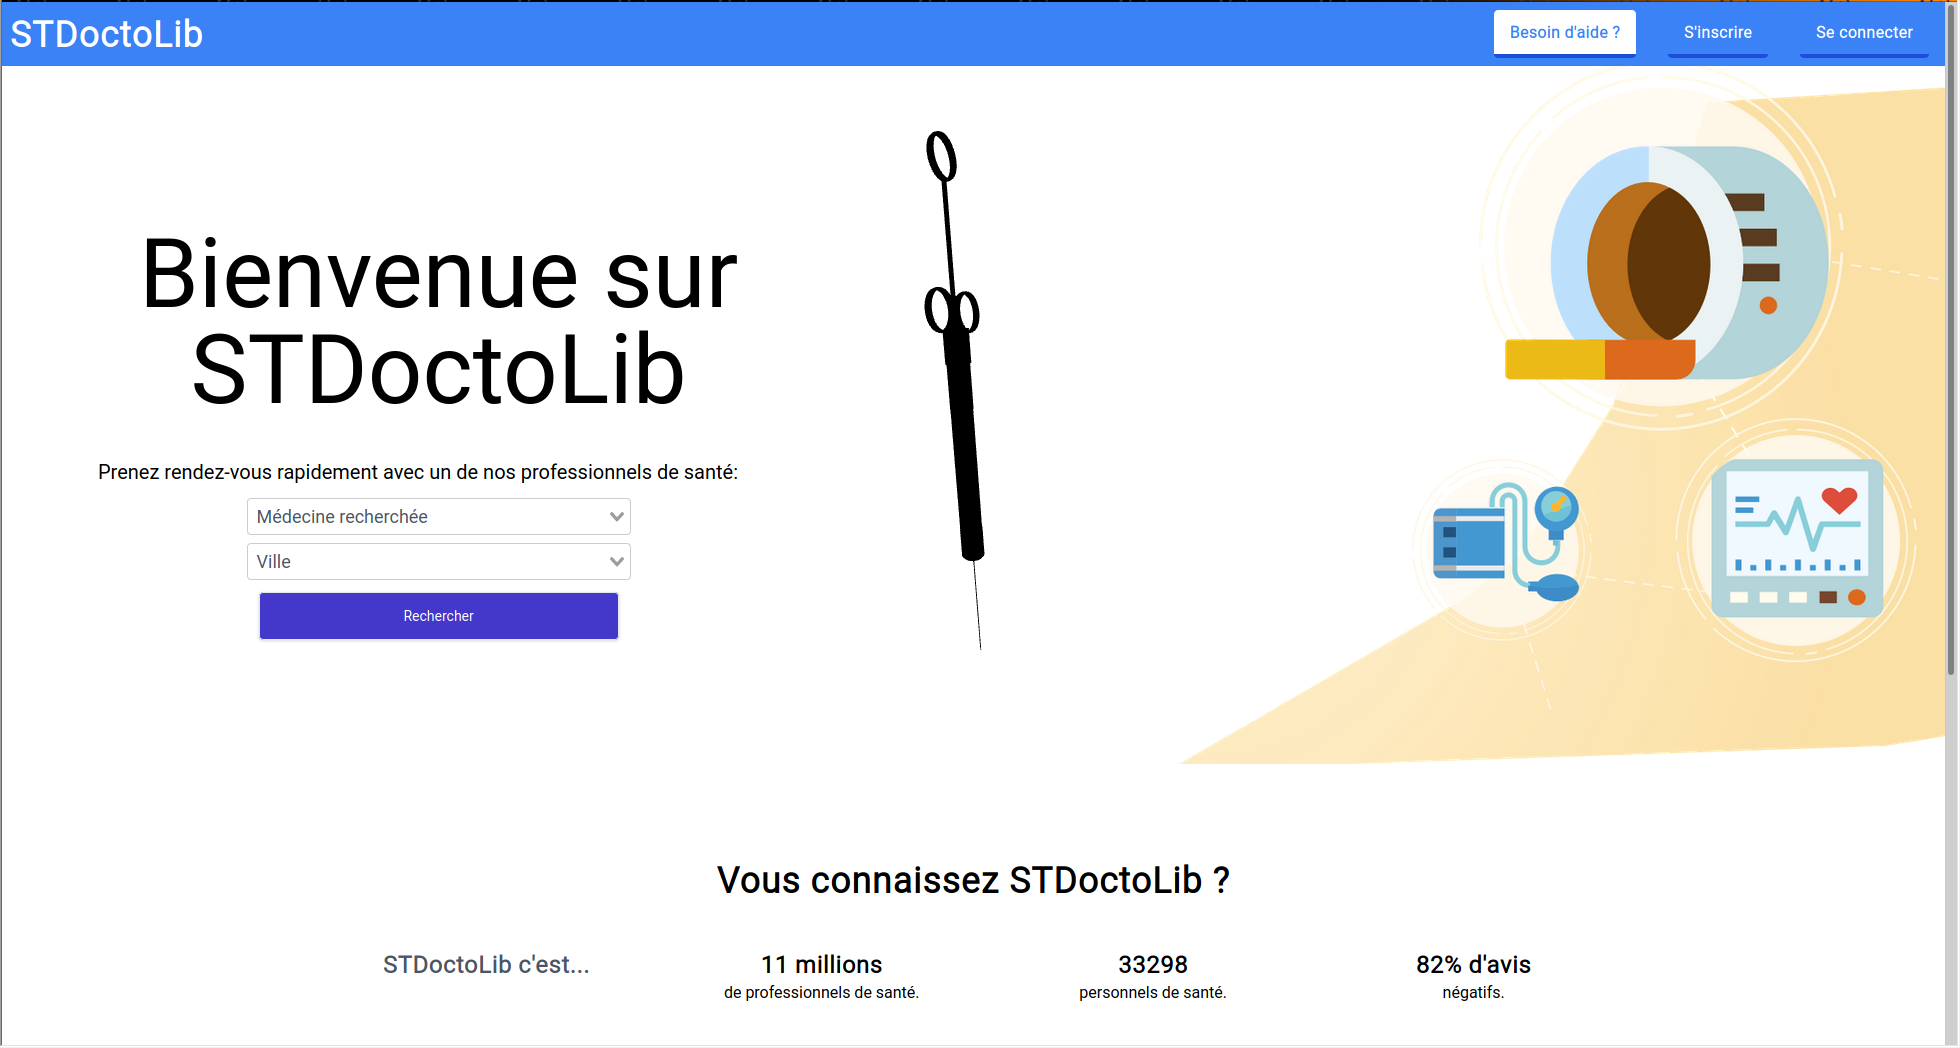 STDoctoLib
Besoin d'aide ?
S'inscrire
Se connecter
Bienvenue sur
STDoctoLib
Prenez rendez-vous rapidement avec un de nos professionnels de santé:
Médecine recherchée
Ville
Rechercher
Vous connaissez STDoctoLib ?
STDoctoLib c'est...
11 millions
de professionnels de santé.
33298
personnels de santé.
82% d'avis
négatifs.